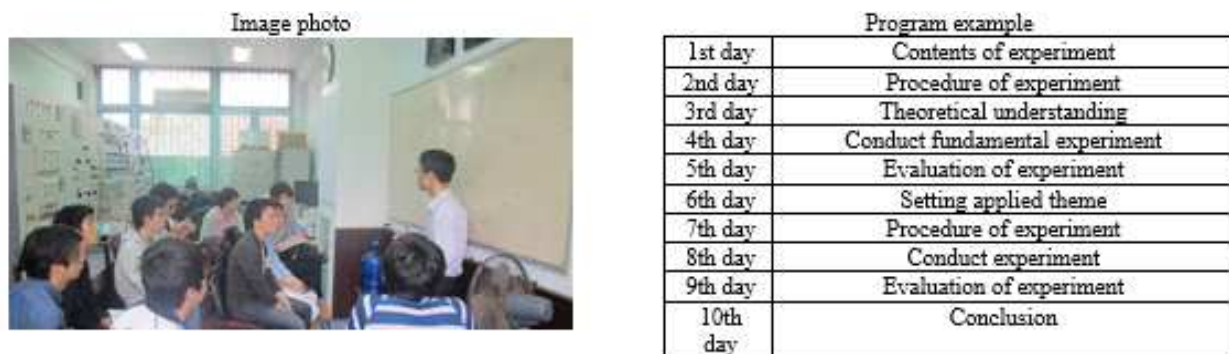 Image photo
Program example
1st day Contents of experiment
2nd day Procedure of experiment
3rd day Theoretical understanding
4th day Conduct fundamental experiment
5th day Evaluation of experiment
6th day Setting applied theme
7th day Procedure of experiment
8th day Conduct experiment
9th day Evaluation of experiment
10th Conclusion
day